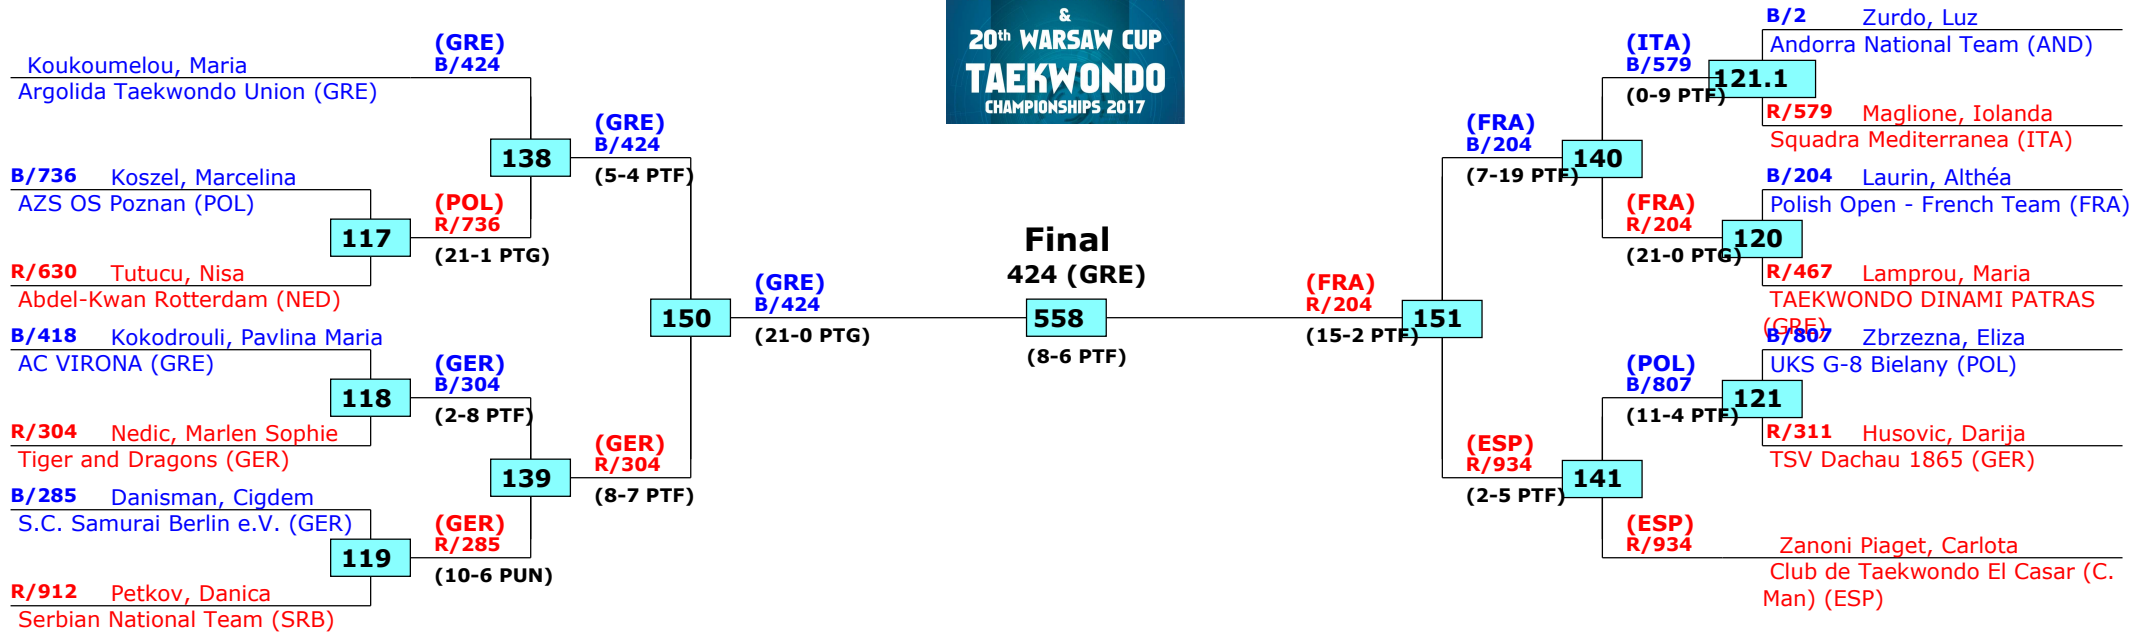 &
20th WARSAW CUP
TAEKWONDO
CHAMPIONSHIPS 2017
Koukoumelou, Maria
Argolida Taekwondo Union (GRE)
(GRE)
B/424
138
(GRE)
B/424
(5-4 PTF)
B/736 Koszel, Marcelina
AZS OS Poznan (POL)
117
(POL)
R/736
(21-1 PTG)
R/630 Tutucu, Nisa
Abdel-Kwan Rotterdam (NED)
150
(GRE)
B/424
(21-0 PTG)
B/418 Kokodrouli, Pavlina Maria
AC VIRONA (GRE)
118
(GER)
B/304
(2-8 PTF)
R/304 Nedic, Marlen Sophie
Tiger and Dragons (GER)
139
(GER)
R/304
(8-7 PTF)
B/285 Danisman, Cigdem
S.C. Samurai Berlin e.V. (GER)
119
(GER)
R/285
(10-6 PUN)
R/912 Petkov, Danica
Serbian National Team (SRB)
Final
424 (GRE)
558
(8-6 PTF)
B/2 Zurdo, Luz
Andorra National Team (AND)
(ITA)
B/579
121.1
(0-9 PTF)
R/579 Maglione, Iolanda
Squadra Mediterranea (ITA)
(FRA)
B/204
140
(7-19 PTF)
B/204 Laurin, Althéa
Polish Open - French Team (FRA)
(FRA)
R/204
120
(21-0 PTG)
R/467 Lamprou, Maria
TAEKWONDO DINAMI PATRAS
(GRE)
(FRA)
R/204
151
(15-2 PTF)
B/807 Zbrzezna, Eliza
UKS G-8 Bielany (POL)
(POL)
B/807
121
(11-4 PTF)
R/311 Husovic, Darija
TSV Dachau 1865 (GER)
(ESP)
R/934
141
(2-5 PTF)
(ESP)
R/934
Zanoni Piaget, Carlota
Club de Taekwondo El Casar (C.
Man) (ESP)